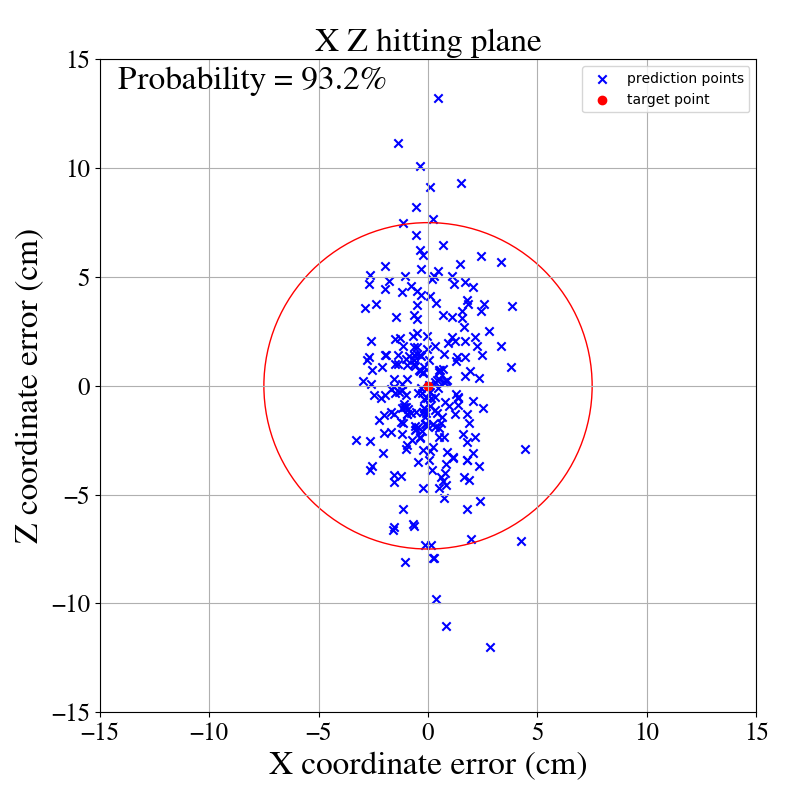 X Z hitting plane
Probability = 93.2%
prediction points
target point
15
10
5
0
−5
−10
−15
Z coordinate error (cm)
−15 −10 −5 0 5 10 15
X coordinate error (cm)